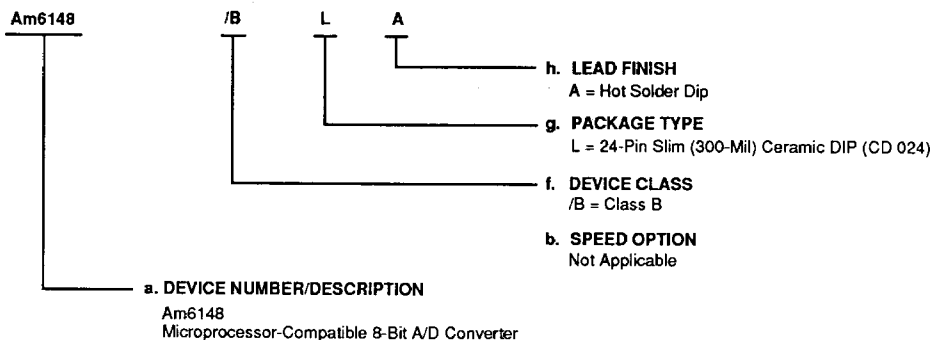 Am6148 /B L A
h. LEAD FINISH
A = Hot Solder Dip
g. PACKAGE TYPE
L = 24-Pin Slim (300-Mil) Ceramic DIP (CD 024)
f. DEVICE CLASS
/B = Class B
b. SPEED OPTION
Not Applicable
a. DEVICE NUMBER/DESCRIPTION
Am6148
Microprocessor-Compatible 8-Bit A/D Converter